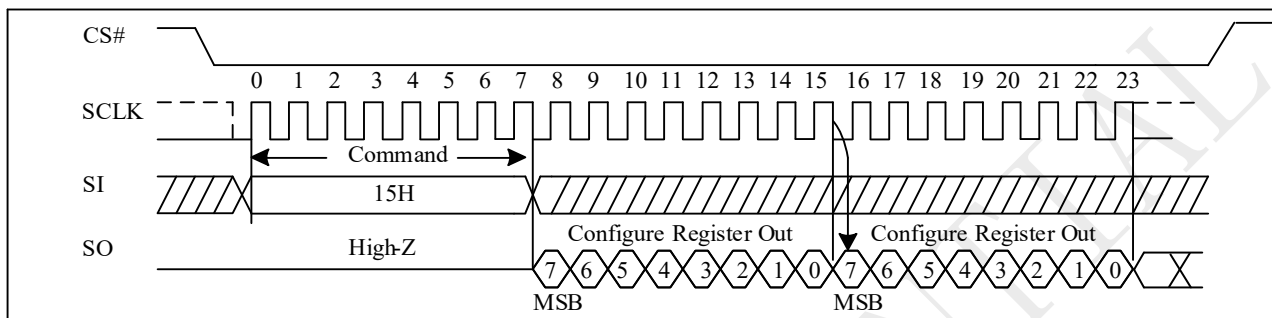 CS#
0 1 2 3 4 5 6 7 8 9 10 11 12 13 14 15 16 17 18 19 20 21 22 23
SCLK
Command
SI
15H
SO
High-Z
Configure Register Out
Configure Register Out
7 6 5 4 3 2 1 0 7 6 5 4 3 2 1 0
MSB
MSB